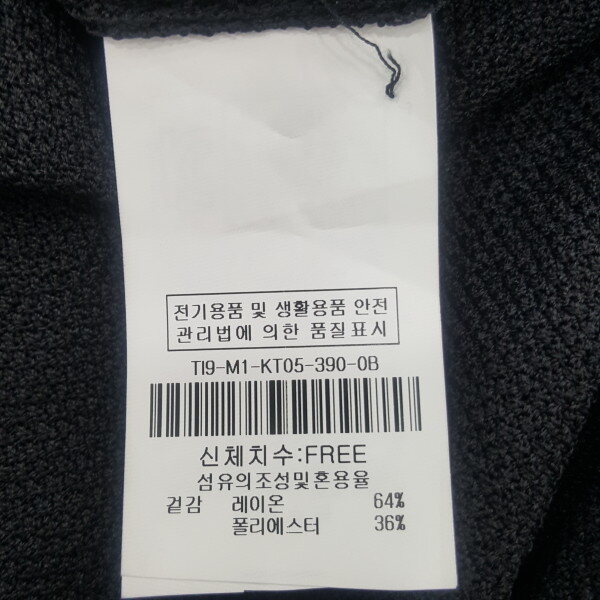 전기용품 및 생활용품 안전
관리법에 의한 품질표시
TI9-M1-KT05-390-0B
신체치수:FREE
섬유의조성및혼용율
겉감 레이온 64%
폴리에스터 36%